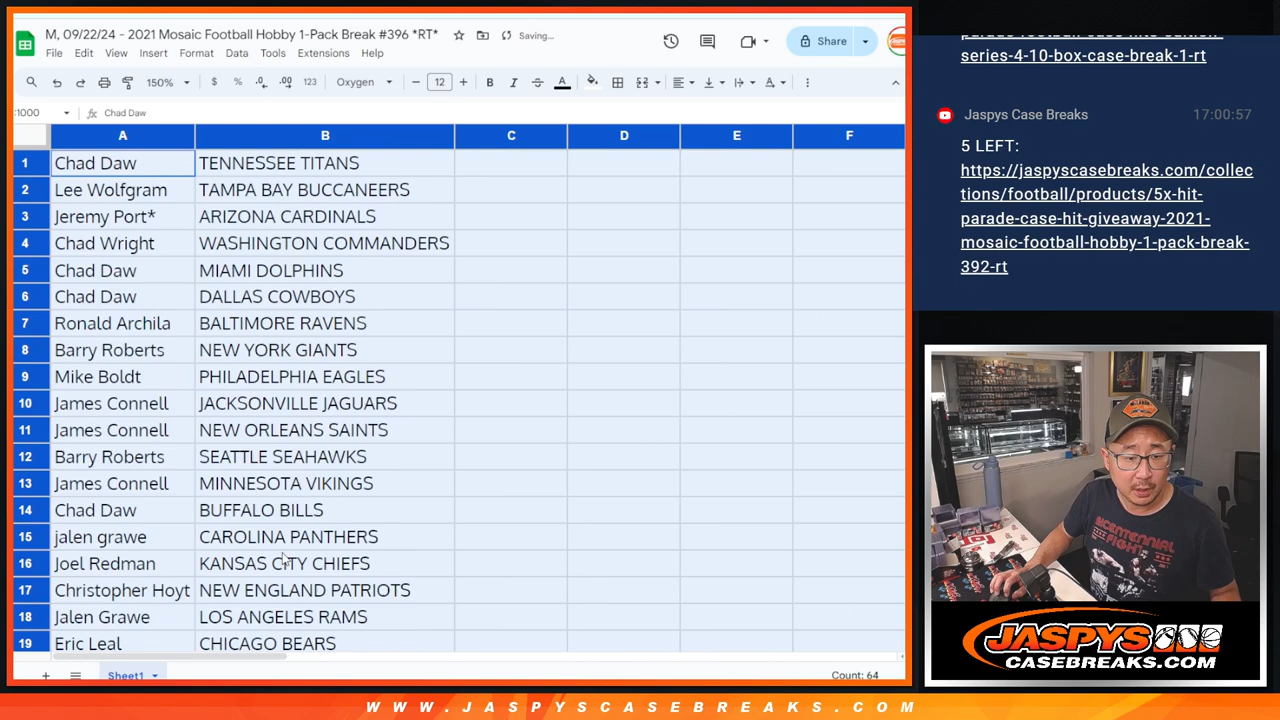 M, 09/22/24 - 2021 Mosaic Football Hobby 1-Pack Break #396 *RT*
Saving...
Share
File Edit View Insert Format Data Tools Extensions Help
150% $ % .0 .00 123 Oxygen 12 B I
:1000 fx Chad Daw
A B C D E F
1 Chad Daw TENNESSEE TITANS
2 Lee Wolfgram TAMPA BAY BUCCANEERS
3 Jeremy Port* ARIZONA CARDINALS
4 Chad Wright WASHINGTON COMMANDERS
5 Chad Daw MIAMI DOLPHINS
6 Chad Daw DALLAS COWBOYS
7 Ronald Archila BALTIMORE RAVENS
8 Barry Roberts NEW YORK GIANTS
9 Mike Boldt PHILADELPHIA EAGLES
10 James Connell JACKSONVILLE JAGUARS
11 James Connell NEW ORLEANS SAINTS
12 Barry Roberts SEATTLE SEAHAWKS
13 James Connell MINNESOTA VIKINGS
14 Chad Daw BUFFALO BILLS
15 jalen grawe CAROLINA PANTHERS
16 Joel Redman KANSAS CITY CHIEFS
17 Christopher Hoyt NEW ENGLAND PATRIOTS
18 Jalen Grawe LOS ANGELES RAMS
19 Eric Leal CHICAGO BEARS
Sheet1
Count: 64
series-4-10-box-case-break-1-rt
Jaspys Case Breaks 17:00:57
5 LEFT:
https://jaspyscasebreaks.com/collec
tions/football/products/5x-hit-
parade-case-hit-giveaway-2021-
mosaic-football-hobby-1-pack-break-
392-rt
BICENTENNIAL
FIGHT
JASPYS
CASEBREAKS.COM
WWW.JASPYSCASEBREAKS.COM